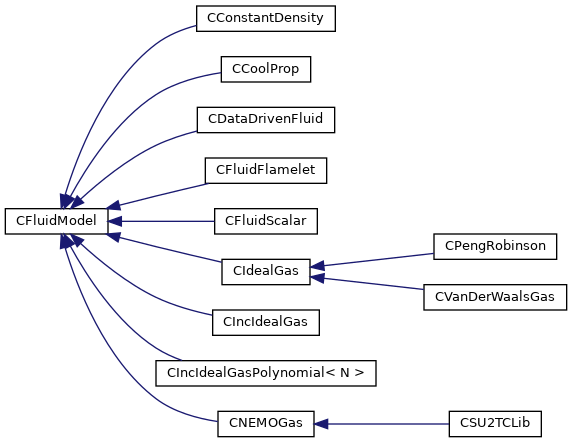 CConstantDensity
CCoolProp
CDataDrivenFluid
CFluidFlamelet
CFluidModel
CFluidScalar
CPengRobinson
CIdealGas
CVanDerWaalsGas
CIncIdealGas
CIncIdealGasPolynomial< N >
CNEMOGas
CSU2TCLib